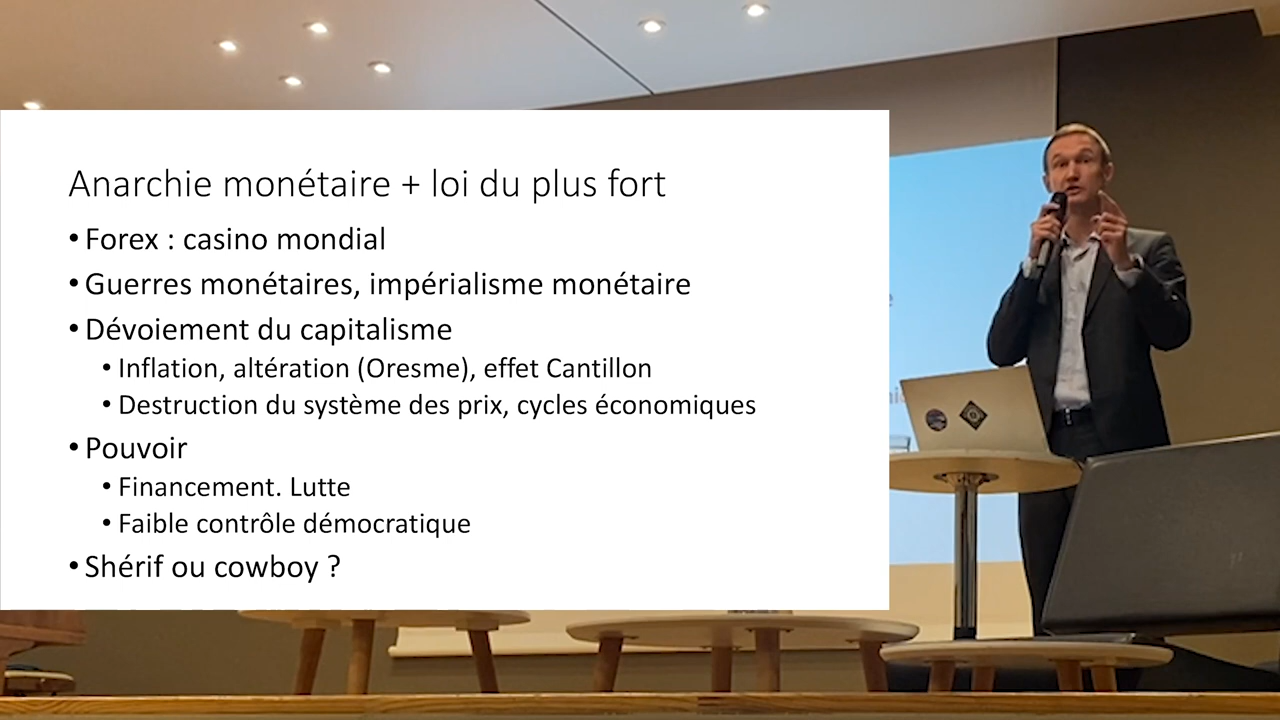 Anarchie monétaire + loi du plus fort
• Forex : casino mondial
• Guerres monétaires, impérialisme monétaire
• Dévoiement du capitalisme
• Inflation, altération (Oresme), effet Cantillon
• Destruction du système des prix, cycles économiques
• Pouvoir
• Financement. Lutte
• Faible contrôle démocratique
• Shérif ou cowboy ?